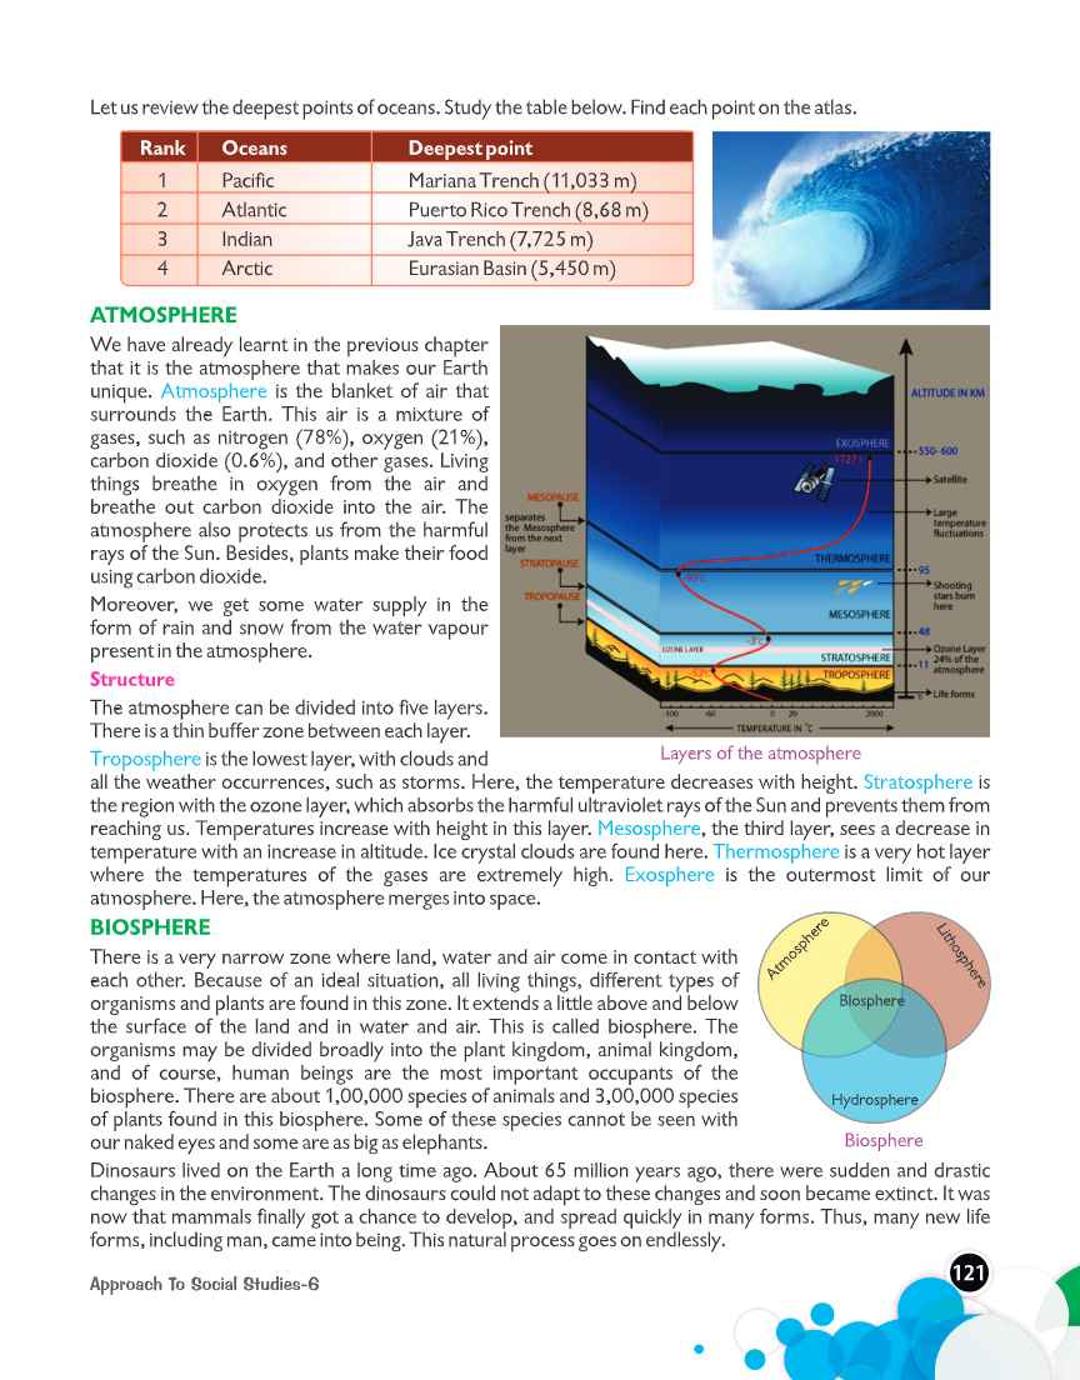 Let us review the deepest points of oceans. Study the table below. Find each point on the atlas.
Rank Oceans Deepest point
1 Pacific Mariana Trench (11,033 m)
2 Atlantic Puerto Rico Trench (8,68 m)
3 Indian Java Trench (7,725 m)
4 Arctic Eurasian Basin (5,450 m)
ATMOSPHERE
We have already learnt in the previous chapter
that it is the atmosphere that makes our Earth
unique. Atmosphere is the blanket of air that
surrounds the Earth. This air is a mixture of
gases, such as nitrogen (78%), oxygen (21%),
carbon dioxide (0.6%), and other gases. Living
things breathe in oxygen from the air and
breathe out carbon dioxide into the air. The
atmosphere also protects us from the harmful
rays of the Sun. Besides, plants make their food
using carbon dioxide.
Moreover, we get some water supply in the
form of rain and snow from the water vapour
present in the atmosphere.
Structure
The atmosphere can be divided into five layers.
There is a thin buffer zone between each layer.
ALTITUDE IN KM
EXOSPHERE
550-600
1727
Satellite
MESOPAUSE
separates
the Mesosphere
from the next
layer
Large
temperature
fluctuations
STRATOPAUSE
THERMOSPHERE
95
TROPOPAUSE
Shooting
stars burn
here
MESOSPHERE
48
-3°C
OZONE LAYER
Ozone Layer
24% of the
atmosphere
STRATOSPHERE
11
TROPOSPHERE
Life forms
-100 -60 0 20 2000
TEMPERATURE IN °C
Layers of the atmosphere
Troposphere is the lowest layer, with clouds and
all the weather occurrences, such as storms. Here, the temperature decreases with height. Stratosphere is
the region with the ozone layer, which absorbs the harmful ultraviolet rays of the Sun and prevents them from
reaching us. Temperatures increase with height in this layer. Mesosphere, the third layer, sees a decrease in
temperature with an increase in altitude. Ice crystal clouds are found here. Thermosphere is a very hot layer
where the temperatures of the gases are extremely high. Exosphere is the outermost limit of our
atmosphere. Here, the atmosphere merges into space.
BIOSPHERE
There is a very narrow zone where land, water and air come in contact with
each other. Because of an ideal situation, all living things, different types of
organisms and plants are found in this zone. It extends a little above and below
the surface of the land and in water and air. This is called biosphere. The
organisms may be divided broadly into the plant kingdom, animal kingdom,
and of course, human beings are the most important occupants of the
biosphere. There are about 1,00,000 species of animals and 3,00,000 species
of plants found in this biosphere. Some of these species cannot be seen with
our naked eyes and some are as big as elephants.
Atmosphere
Lithosphere
Biosphere
Hydrosphere
Biosphere
Dinosaurs lived on the Earth a long time ago. About 65 million years ago, there were sudden and drastic
changes in the environment. The dinosaurs could not adapt to these changes and soon became extinct. It was
now that mammals finally got a chance to develop, and spread quickly in many forms. Thus, many new life
forms, including man, came into being. This natural process goes on endlessly.
Approach To Social Studies-6
121